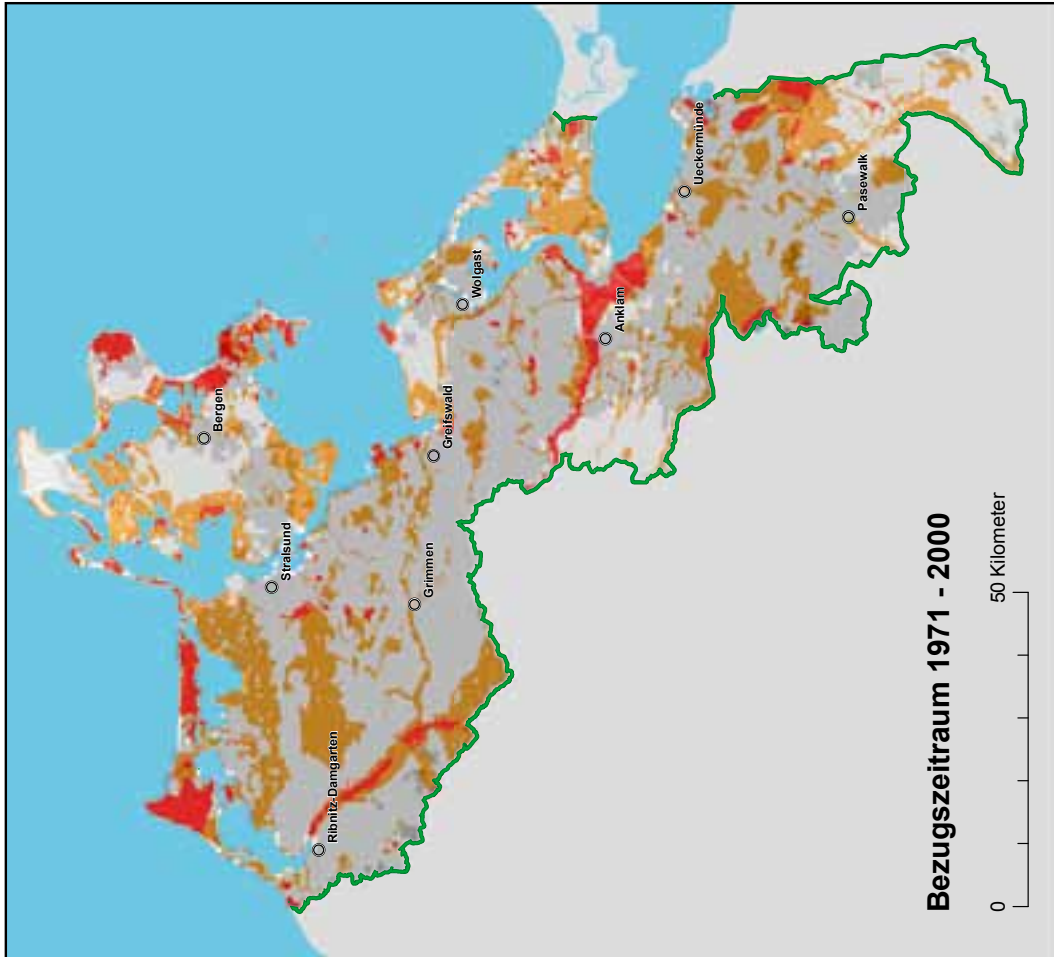 Bergen
Stralsund
Ribnitz-Damgarten
Grimmen
Greifswald
Wolgast
Anklam
Ueckermünde
Pasewalk
Bezugszeitraum 1971 - 2000
0 50 Kilometer